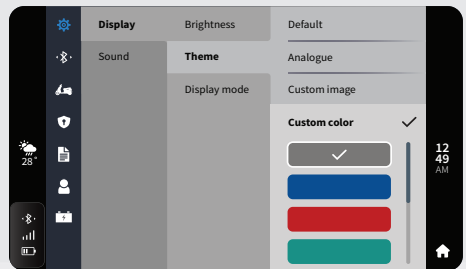 Display
Sound
Brightness
Theme
Display mode
Default
Analogue
Custom image
Custom color
28°
12
49
AM